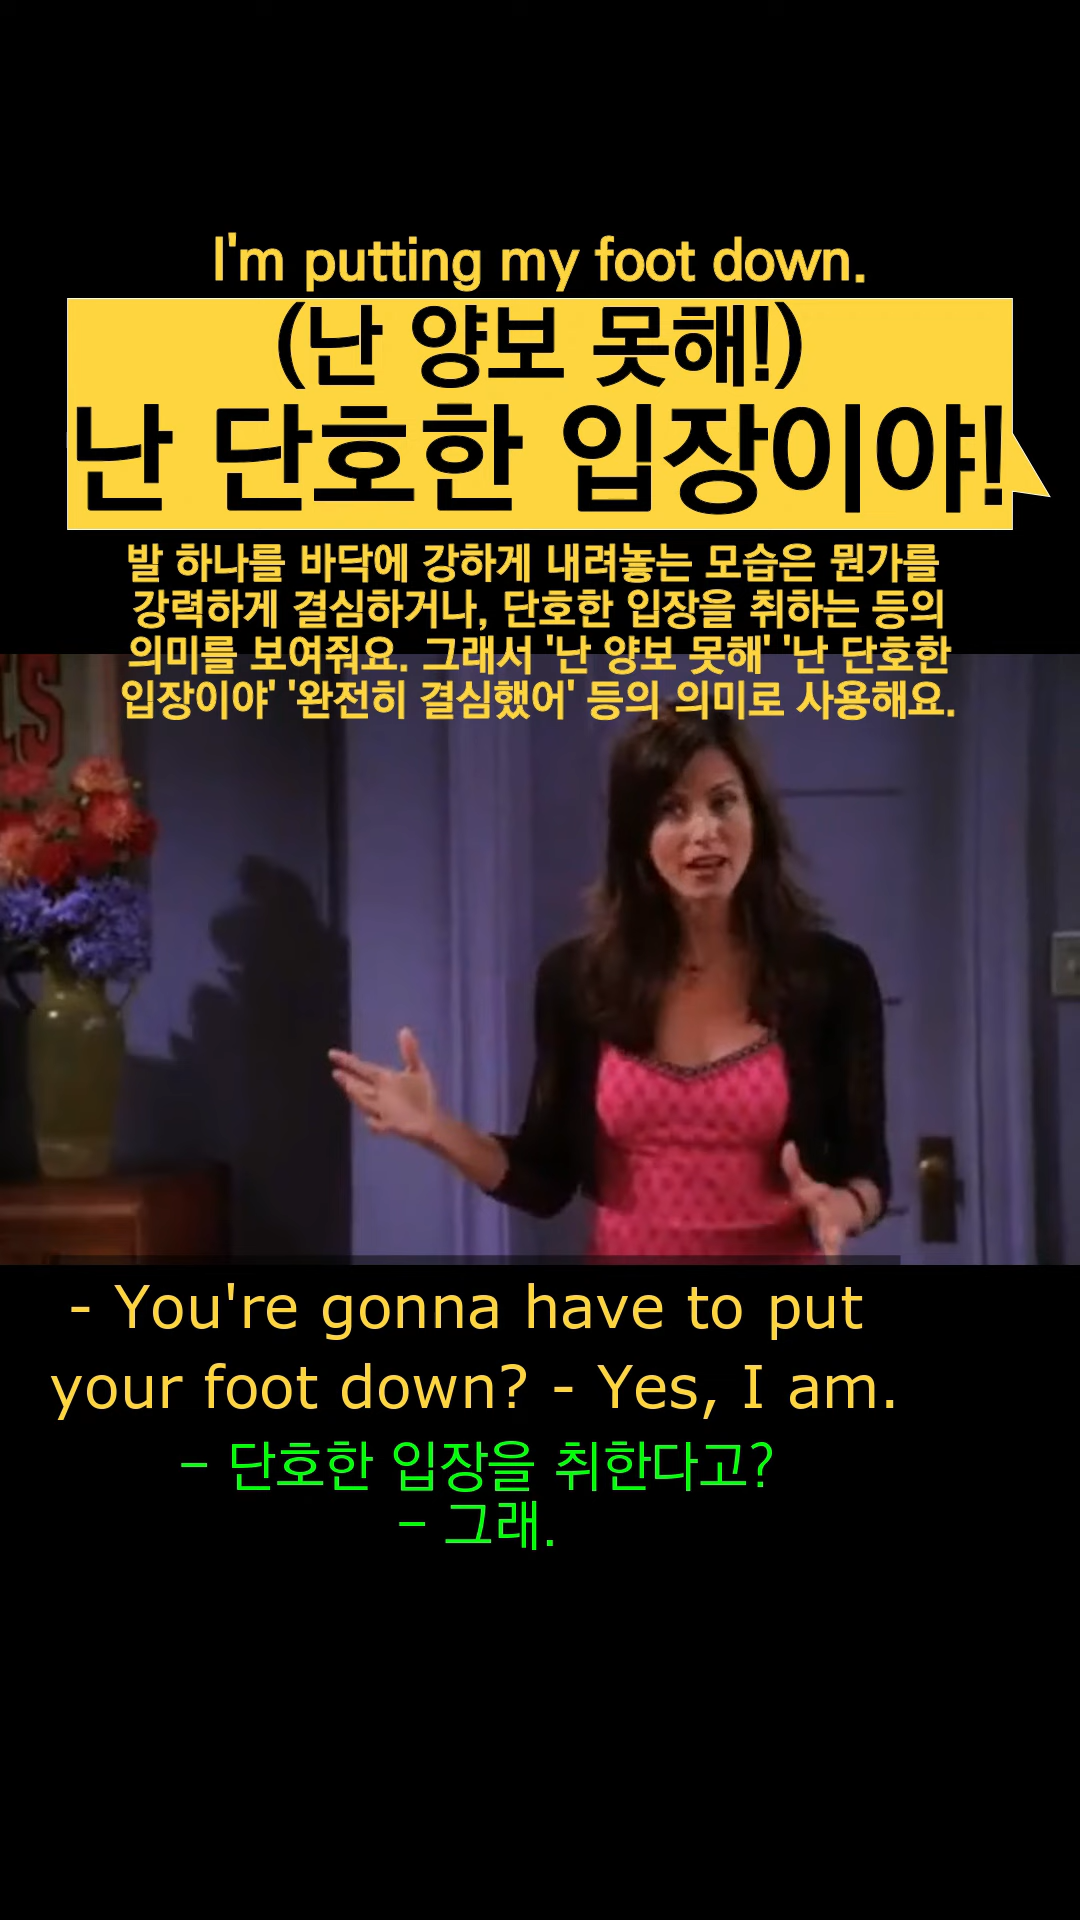 I'm putting my foot down.
(난 양보 못해!)
난 단호한 입장이야!
발 하나를 바닥에 강하게 내려놓는 모습은 뭔가를
강력하게 결심하거나, 단호한 입장을 취하는 등의
의미를 보여줘요. 그래서 '난 양보 못해' '난 단호한
입장이야' '완전히 결심했어' 등의 의미로 사용해요.
- You're gonna have to put
your foot down? - Yes, I am.
- 단호한 입장을 취한다고?
- 그래.